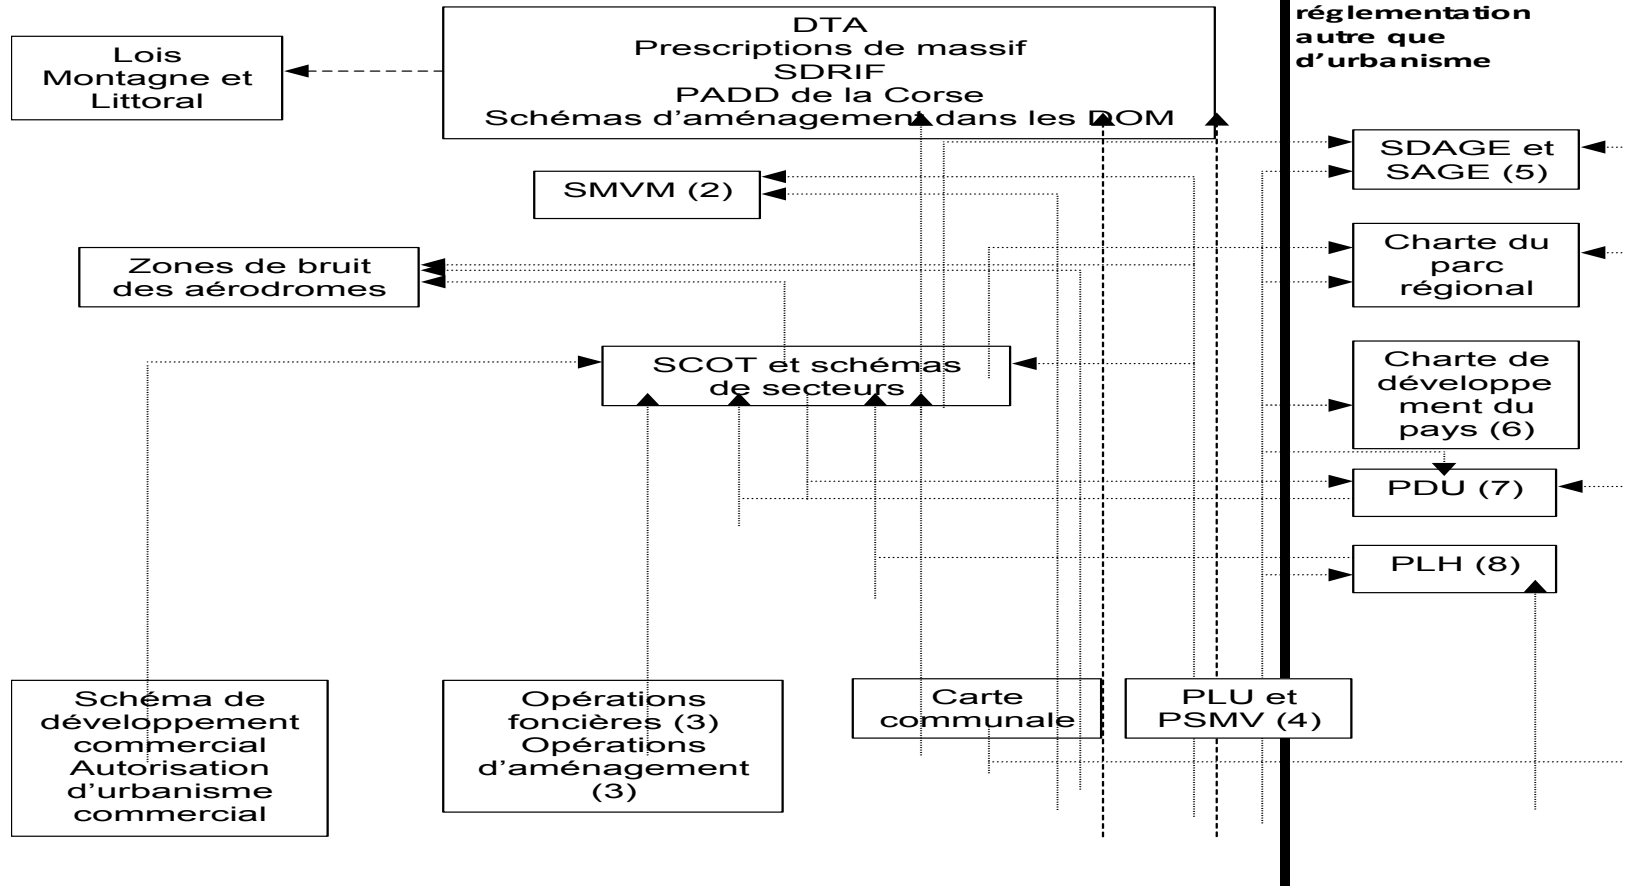 DTA
Prescriptions de massif
SDRIF
PADD de la Corse
Schémas d’aménagement dans les DOM
réglementation
autre que
d’urbanisme
Lois
Montagne et
Littoral
SDAGE et
SAGE (5)
SMVM (2)
Charte du
parc
régional
Zones de bruit
des aérodromes
SCOT et schémas
de secteurs
Charte de
développe
ment du
pays (6)
PDU (7)
PLH (8)
Schéma de
développement
commercial
Autorisation
d’urbanisme
commercial
Opérations
foncières (3)
Opérations
d’aménagement
(3)
Carte
communale
PLU et
PSMV (4)